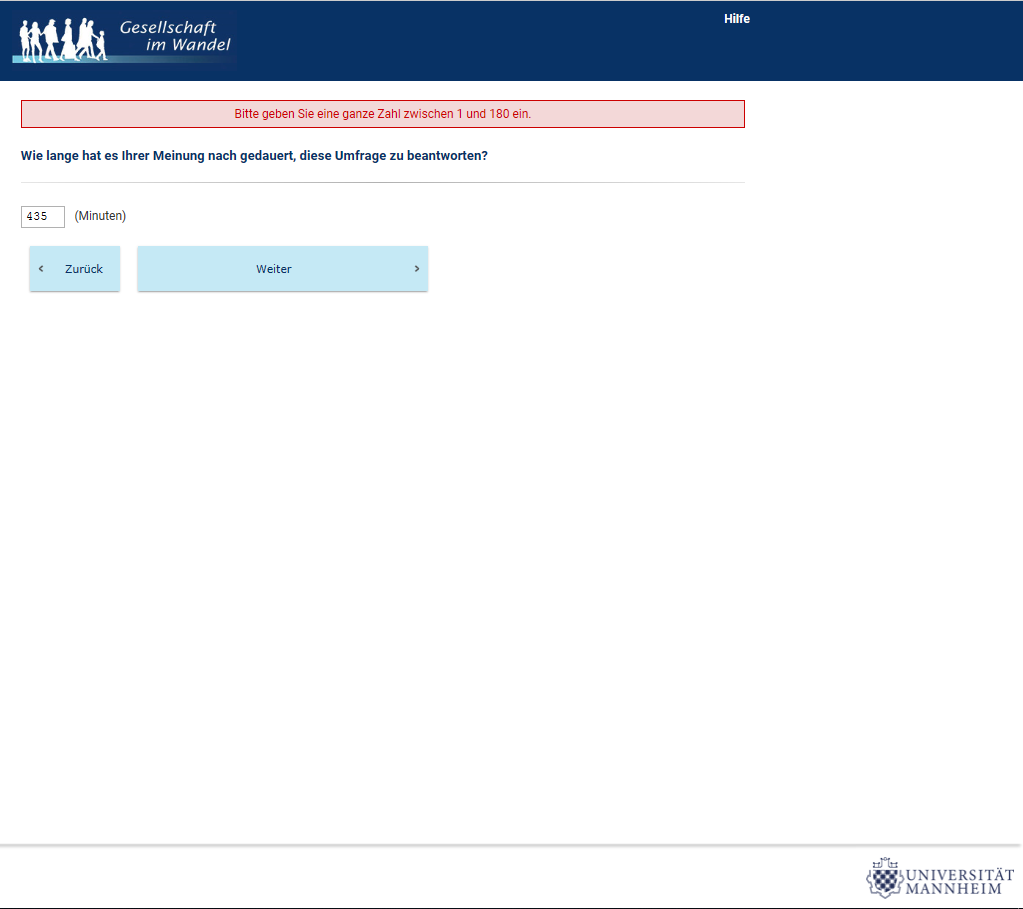 Gesellschaft
im Wandel
Hilfe
Bitte geben Sie eine ganze Zahl zwischen 1 und 180 ein.
Wie lange hat es Ihrer Meinung nach gedauert, diese Umfrage zu beantworten?
435 (Minuten)
‹ Zurück
Weiter ›
UNIVERSITÄT
MANNHEIM